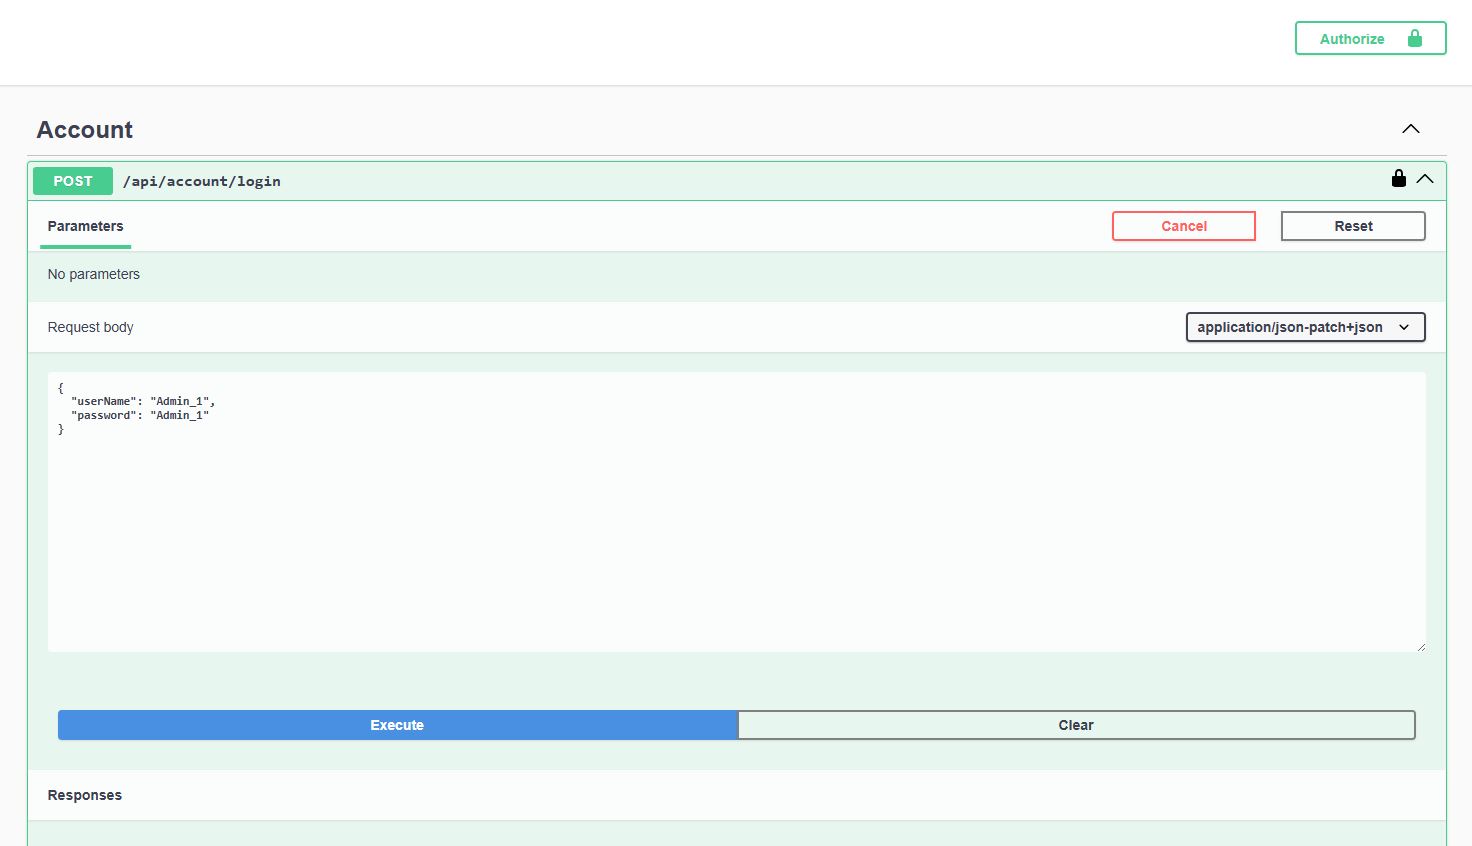 Authorize
Account
POST /api/account/login
Parameters Cancel Reset
No parameters
Request body application/json-patch+json
{
  "userName": "Admin_1",
  "password": "Admin_1"
}
Execute Clear
Responses